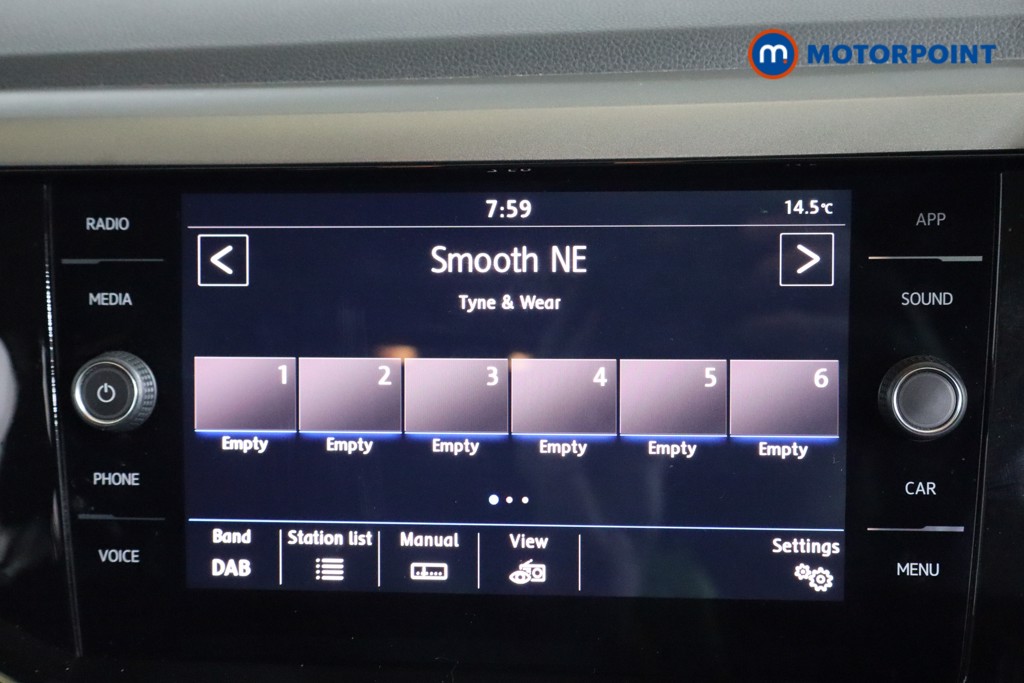 m MOTORPOINT
RADIO
MEDIA
PHONE
VOICE
7:59
14.5°C
< Smooth NE >
Tyne & Wear
1 2 3 4 5 6
Empty Empty Empty Empty Empty Empty
Band Station list Manual View Settings
DAB
APP
SOUND
CAR
MENU